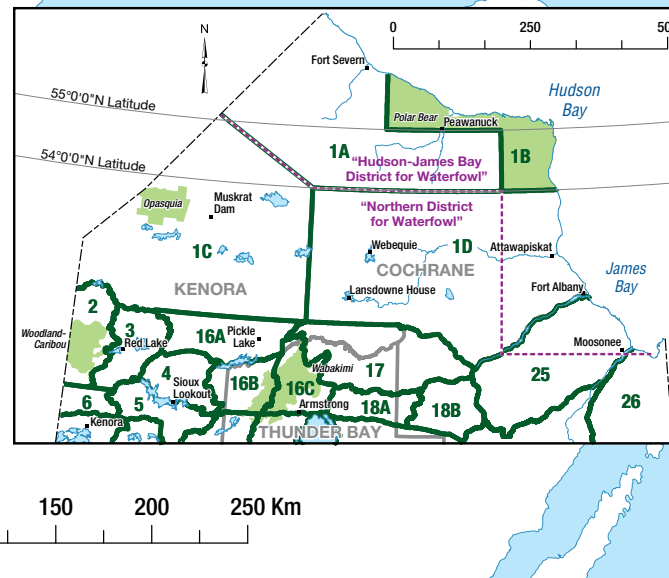 0 250 50
N
Fort Severn
Hudson
Bay
55°0'0"N Latitude
Polar Bear
Peawanuck
1A
1B
54°0'0"N Latitude
“Hudson-James Bay
District for Waterfowl”
Opasquia
Muskrat
Dam
“Northern District
for Waterfowl”
1C
Webequie
1D
Attawapiskat
COCHRANE
KENORA
Lansdowne House
Fort Albany
James
Bay
2
Woodland-
Caribou
3
Red Lake
16A
Pickle
Lake
Moosonee
4
Sioux
Lookout
16B
16C
Wabakimi
17
25
6
5
Kenora
Armstrong
18A
18B
26
THUNDER BAY
150 200 250 Km